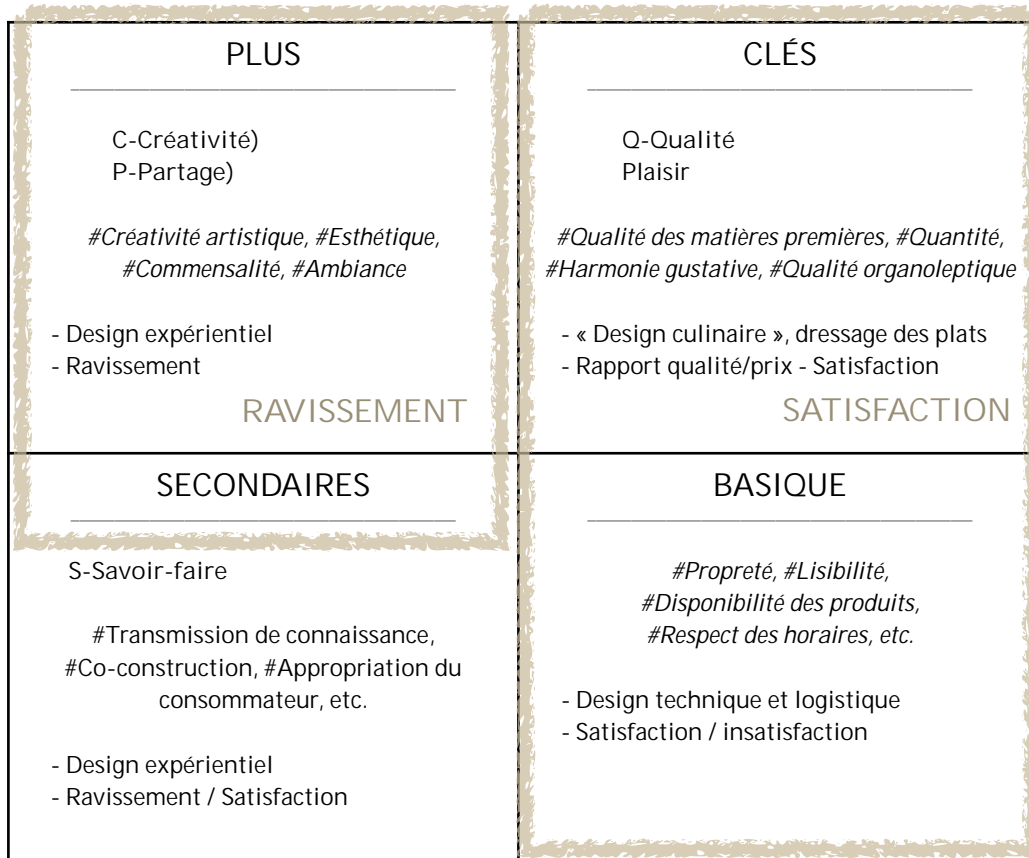 PLUS
C-Créativité)
P-Partage)
#Créativité artistique, #Esthétique,
#Commensalité, #Ambiance
- Design expérientiel
- Ravissement
RAVISSEMENT
CLÉS
Q-Qualité
Plaisir
#Qualité des matières premières, #Quantité,
#Harmonie gustative, #Qualité organoleptique
- « Design culinaire », dressage des plats
- Rapport qualité/prix - Satisfaction
SATISFACTION
SECONDAIRES
S-Savoir-faire
#Transmission de connaissance,
#Co-construction, #Appropriation du
consommateur, etc.
- Design expérientiel
- Ravissement / Satisfaction
BASIQUE
#Propreté, #Lisibilité,
#Disponibilité des produits,
#Respect des horaires, etc.
- Design technique et logistique
- Satisfaction / insatisfaction